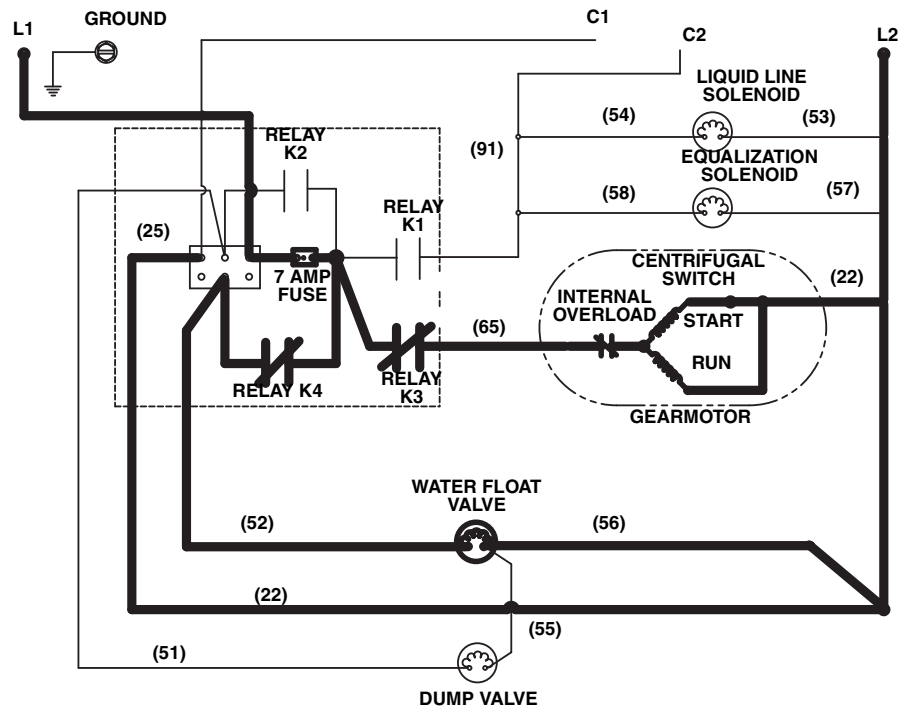 GROUND
L1
C1
C2
L2
LIQUID LINE
SOLENOID
(54)
(53)
RELAY
K2
(91)
EQUALIZATION
SOLENOID
(58)
(57)
RELAY
K1
(25)
7 AMP
FUSE
CENTRIFUGAL
SWITCH
(22)
INTERNAL
OVERLOAD
START
(65)
RUN
RELAY K4
RELAY
K3
GEARMOTOR
WATER FLOAT
VALVE
(52)
(56)
(22)
(55)
(51)
DUMP VALVE